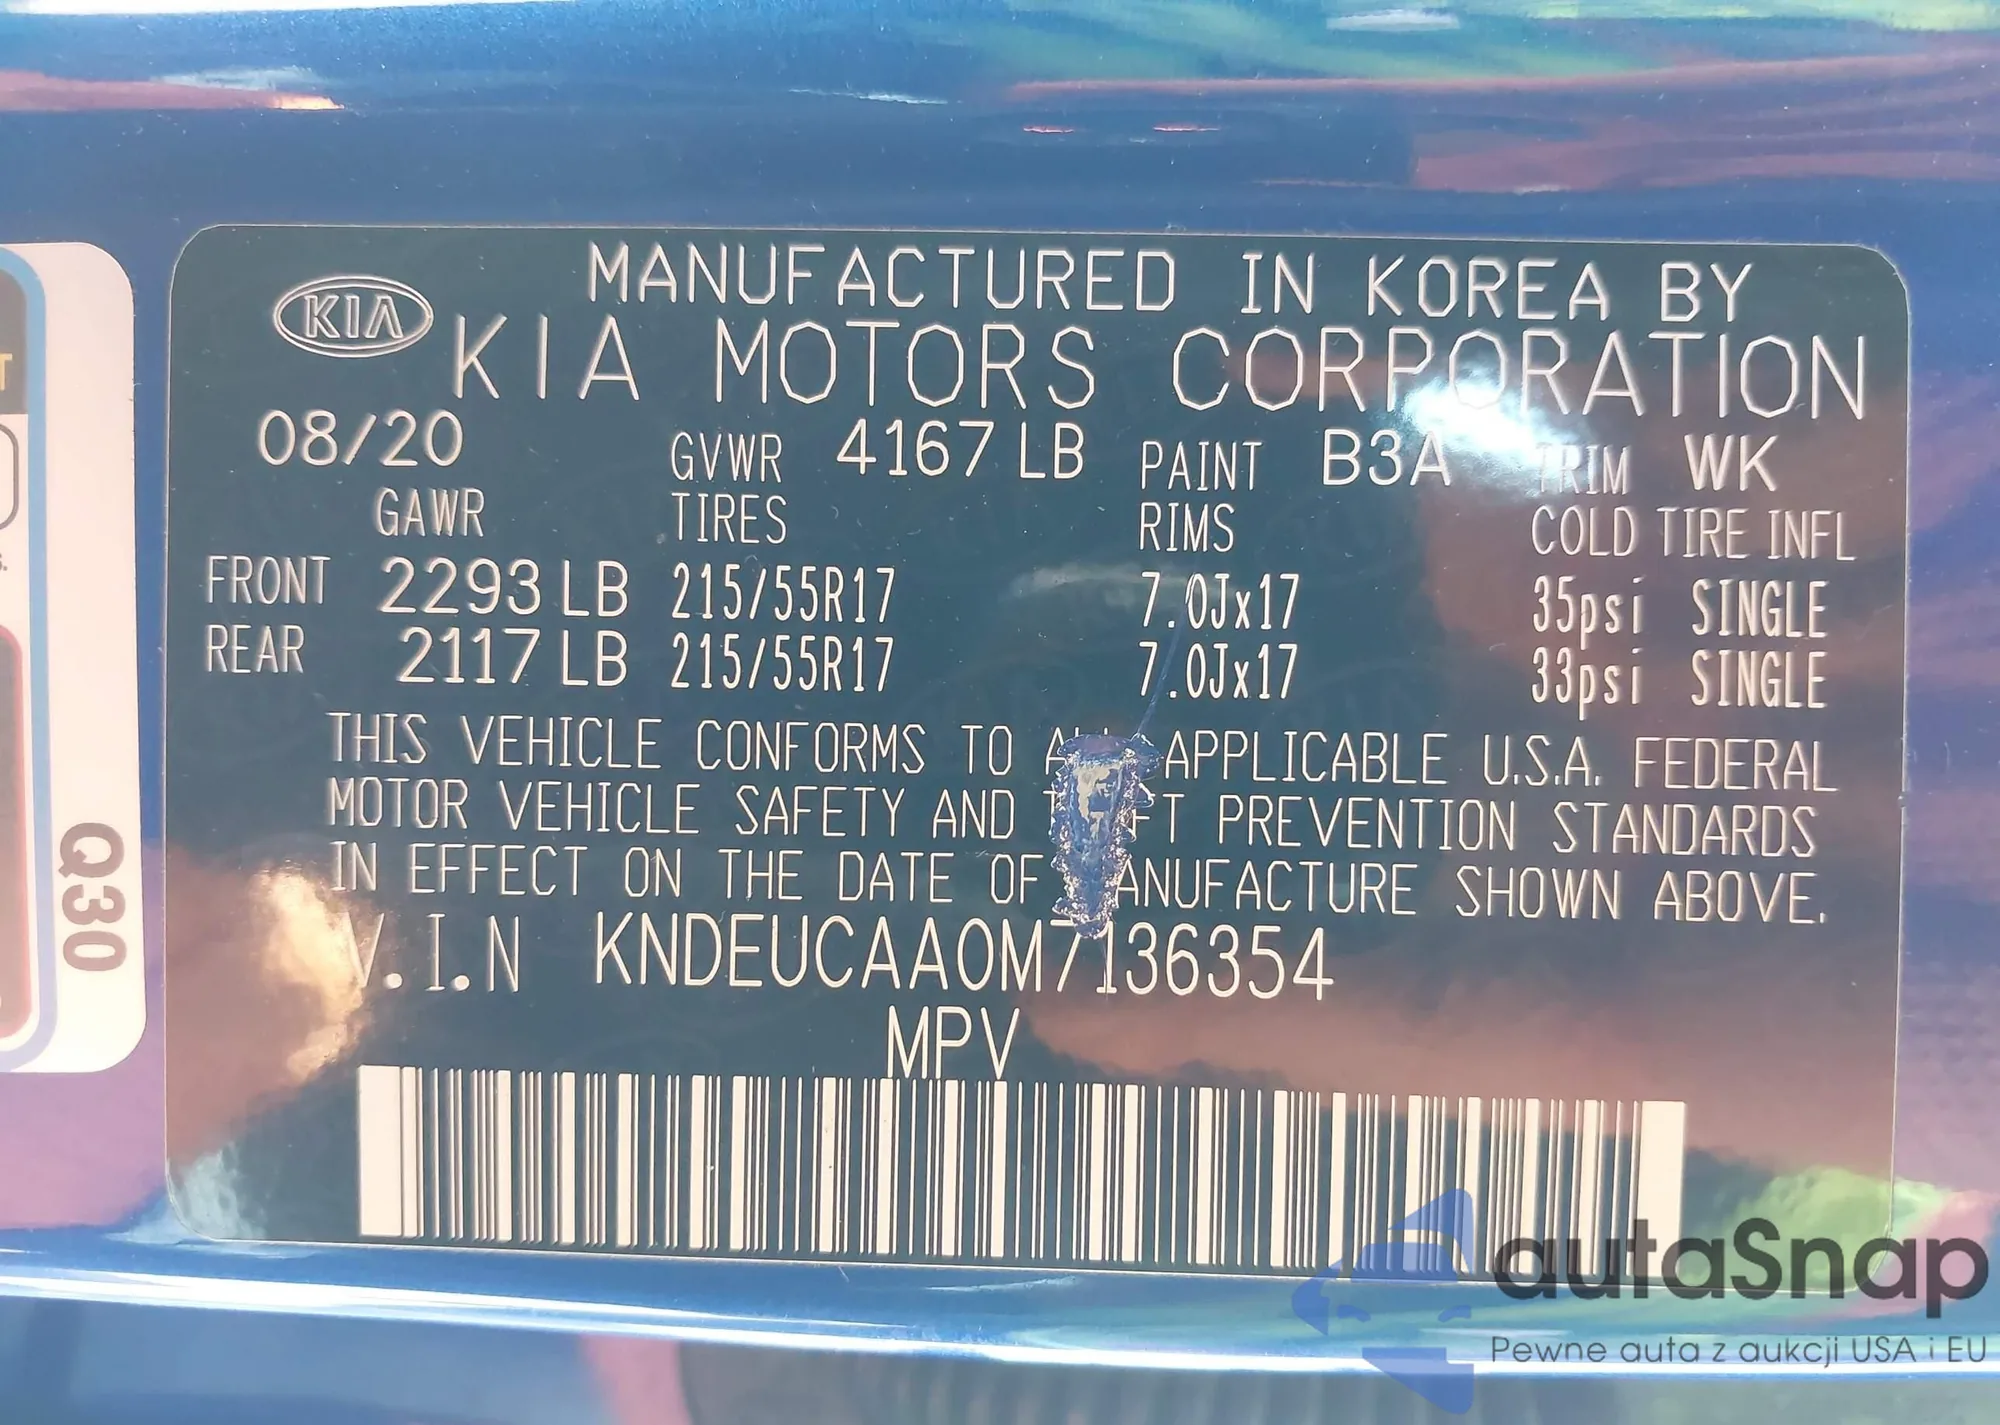 MANUFACTURED IN KOREA BY
KIA KIA MOTORS CORPORATION
08/20 GVWR 4167 LB PAINT B3A TRIM WK
GAWR TIRES RIMS COLD TIRE INFL
FRONT 2293 LB 215/55R17 7.0Jx17 35psi SINGLE
REAR 2117 LB 215/55R17 7.0Jx17 33psi SINGLE
THIS VEHICLE CONFORMS TO APPLICABLE U.S.A. FEDERAL
MOTOR VEHICLE SAFETY AND PREVENTION STANDARDS
IN EFFECT ON THE DATE OF MANUFACTURE SHOWN ABOVE.
V.I.N KNDEUCAA0M7136354
MPV
Q30
autaSnap
Pewne auta z aukcji USA i EU